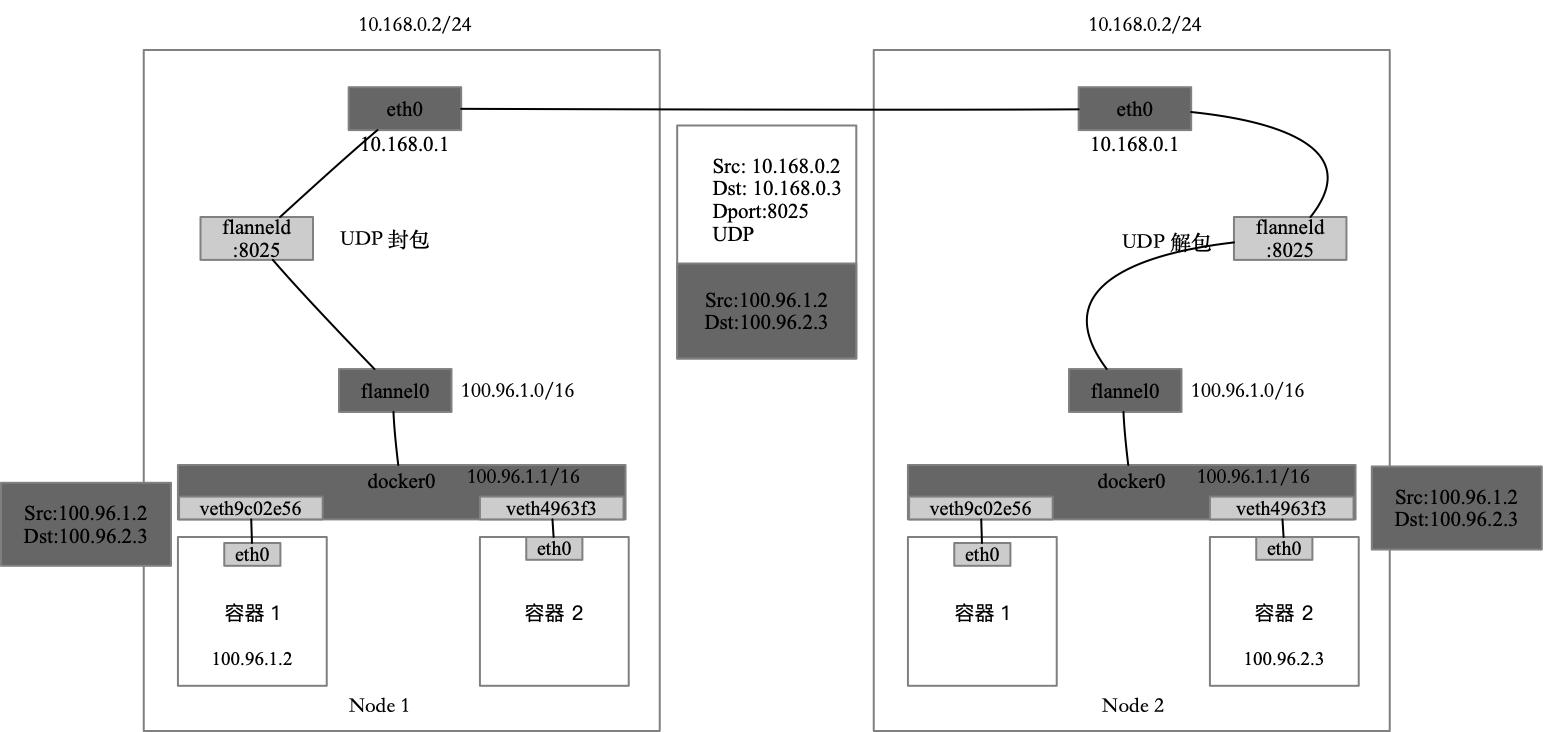 10.168.0.2/24
eth0
10.168.0.1
flanneld
:8025
UDP 封包
flannel0
100.96.1.0/16
docker0
100.96.1.1/16
veth9c02e56
veth4963f3
Src:100.96.1.2
Dst:100.96.2.3
eth0
eth0
容器 1
容器 2
100.96.1.2
Node 1
Src: 10.168.0.2
Dst: 10.168.0.3
Dport:8025
UDP
Src:100.96.1.2
Dst:100.96.2.3
10.168.0.2/24
eth0
10.168.0.1
flanneld
:8025
UDP 解包
flannel0
100.96.1.0/16
docker0
100.96.1.1/16
veth9c02e56
veth4963f3
Src:100.96.1.2
Dst:100.96.2.3
eth0
eth0
容器 1
容器 2
100.96.2.3
Node 2